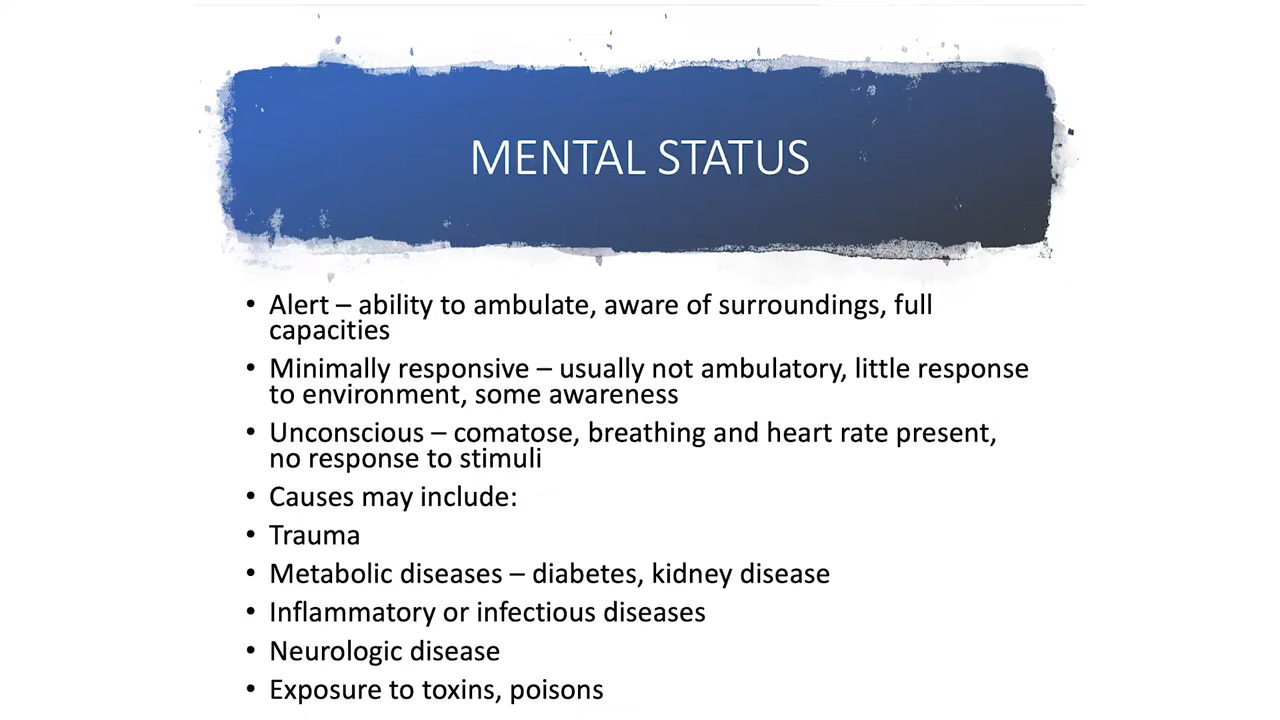 MENTAL STATUS
• Alert – ability to ambulate, aware of surroundings, full
capacities
• Minimally responsive – usually not ambulatory, little response
to environment, some awareness
• Unconscious – comatose, breathing and heart rate present,
no response to stimuli
• Causes may include:
• Trauma
• Metabolic diseases – diabetes, kidney disease
• Inflammatory or infectious diseases
• Neurologic disease
• Exposure to toxins, poisons